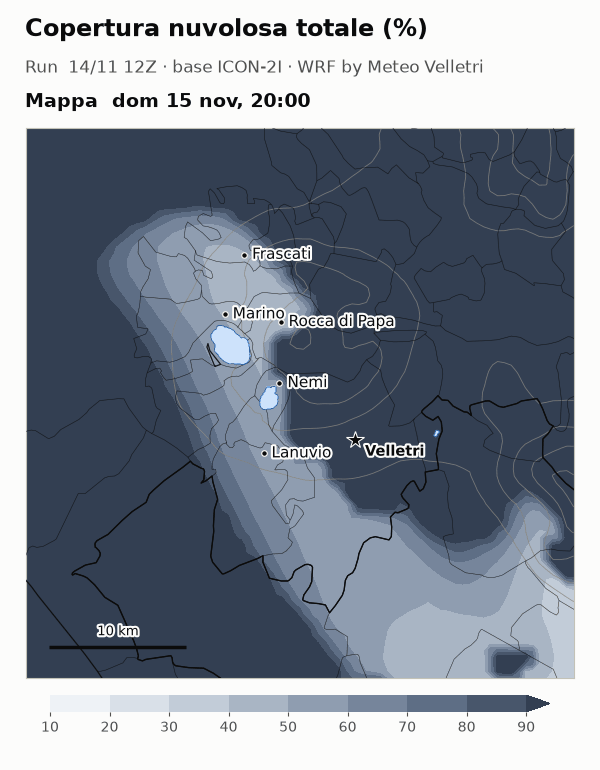 Copertura nuvolosa totale (%)
Run 14/11 12Z · base ICON-2I · WRF by Meteo Velletri
Mappa dom 15 nov, 20:00
Frascati
Marino
Rocca di Papa
Nemi
Velletri
Lanuvio
10 km
10 20 30 40 50 60 70 80 90